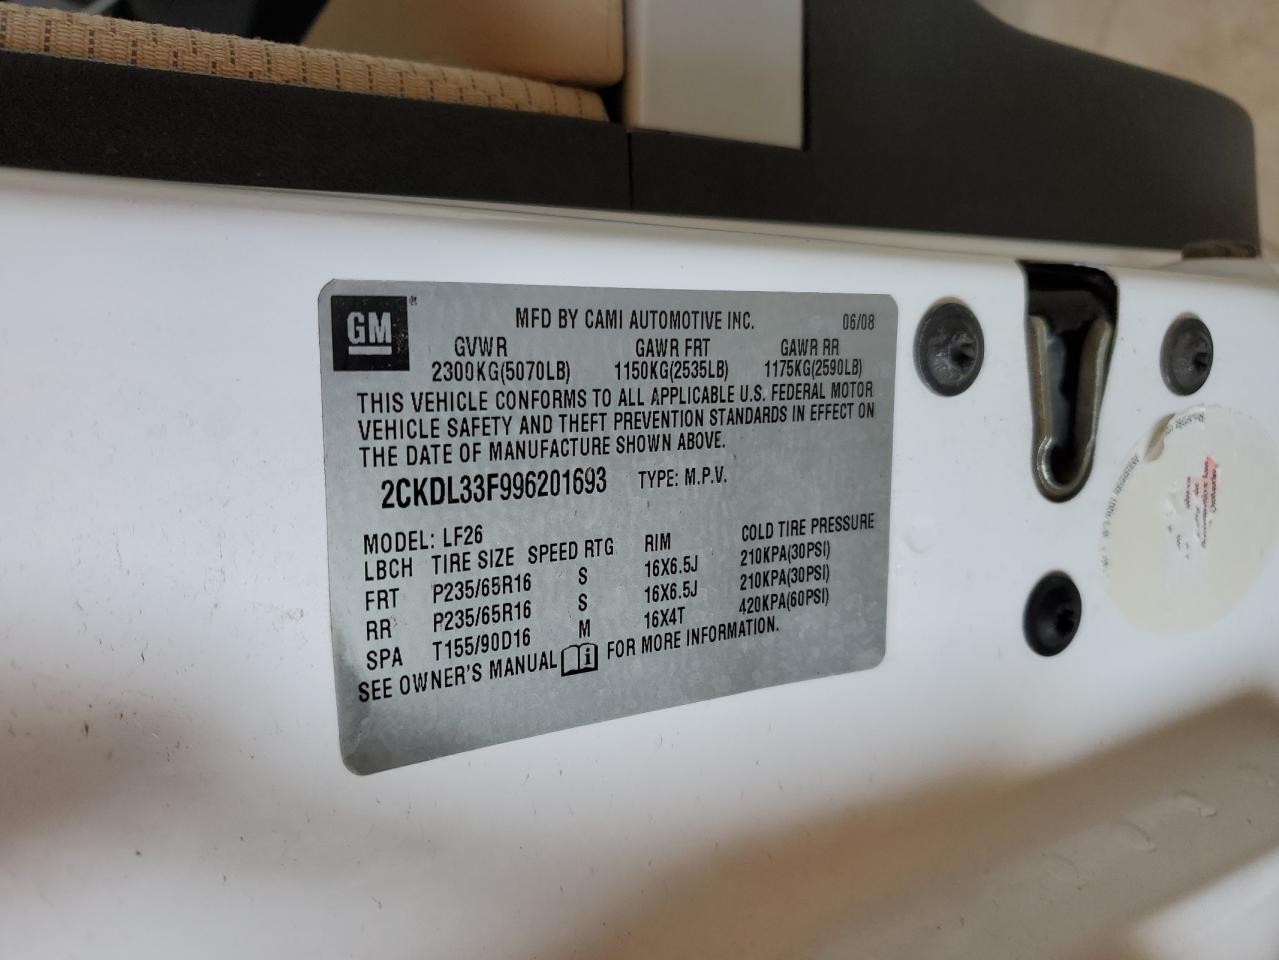 GM®
MFD BY CAMI AUTOMOTIVE INC. 06/08
GVWR GAWR FRT GAWR RR
2300KG(5070LB) 1150KG(2535LB) 1175KG(2590LB)
THIS VEHICLE CONFORMS TO ALL APPLICABLE U.S. FEDERAL MOTOR
VEHICLE SAFETY AND THEFT PREVENTION STANDARDS IN EFFECT ON
THE DATE OF MANUFACTURE SHOWN ABOVE.
2CKDL33F996201693 TYPE: M.P.V.
MODEL: LF26
LBCH TIRE SIZE SPEED RTG RIM COLD TIRE PRESSURE
FRT P235/65R16 S 16X6.5J 210KPA(30PSI)
RR P235/65R16 S 16X6.5J 210KPA(30PSI)
SPA T155/90D16 M 16X4T 420KPA(60PSI)
SEE OWNER'S MANUAL FOR MORE INFORMATION.